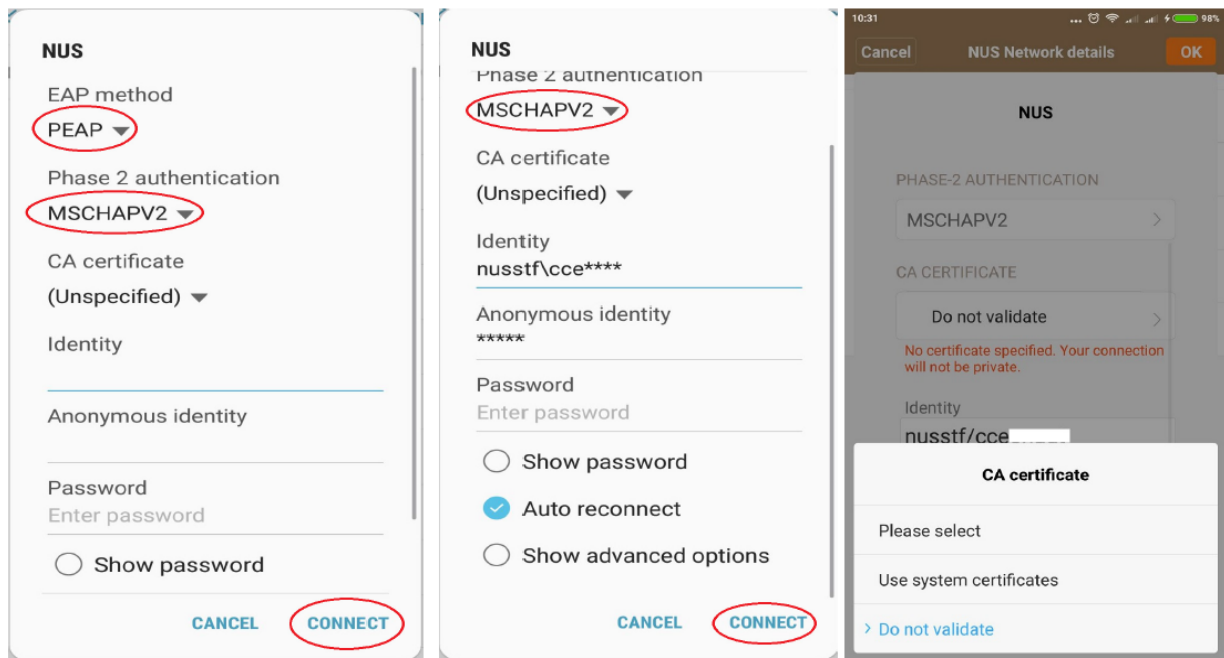 NUS
EAP method
PEAP
Phase 2 authentication
MSCHAPV2
CA certificate
(Unspecified)
Identity
Anonymous identity
Password
Enter password
Show password
CANCEL CONNECT
NUS
Phase 2 authentication
MSCHAPV2
CA certificate
(Unspecified)
Identity
nusstf\cce****
Anonymous identity
*****
Password
Enter password
Show password
Auto reconnect
Show advanced options
CANCEL CONNECT
10:31 ... 98%
Cancel NUS Network details OK
NUS
PHASE-2 AUTHENTICATION
MSCHAPV2
CA CERTIFICATE
Do not validate
No certificate specified. Your connection
will not be private.
Identity
nusstf/cce
CA certificate
Please select
Use system certificates
Do not validate